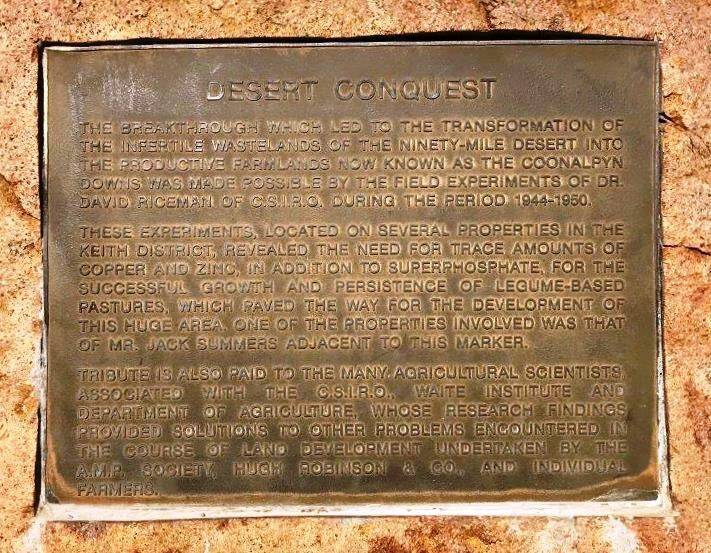 DESERT CONQUEST
THE BREAKTHROUGH WHICH LED TO THE TRANSFORMATION OF
THE INFERTILE WASTELANDS OF THE NINETY-MILE DESERT INTO
THE PRODUCTIVE FARMLANDS NOW KNOWN AS THE COONALPYN
DOWNS WAS MADE POSSIBLE BY THE FIELD EXPERIMENTS OF DR.
DAVID RICEMAN OF C.S.I.R.O. DURING THE PERIOD 1944-1950.
THESE EXPERIMENTS, LOCATED ON SEVERAL PROPERTIES IN THE
KEITH DISTRICT, REVEALED THE NEED FOR TRACE AMOUNTS OF
COPPER AND ZINC, IN ADDITION TO SUPERPHOSPHATE, FOR THE
SUCCESSFUL GROWTH AND PERSISTENCE OF LEGUME-BASED
PASTURES, WHICH PAVED THE WAY FOR THE DEVELOPMENT OF
THIS HUGE AREA. ONE OF THE PROPERTIES INVOLVED WAS THAT
OF MR. JACK SUMMERS ADJACENT TO THIS MARKER.
TRIBUTE IS ALSO PAID TO THE MANY AGRICULTURAL SCIENTISTS,
ASSOCIATED WITH THE C.S.I.R.O., WAITE INSTITUTE AND
DEPARTMENT OF AGRICULTURE, WHOSE RESEARCH FINDINGS
PROVIDED SOLUTIONS TO OTHER PROBLEMS ENCOUNTERED IN
THE COURSE OF LAND DEVELOPMENT UNDERTAKEN BY THE
A.M.P. SOCIETY, HUGH ROBINSON & CO., AND INDIVIDUAL
FARMERS.